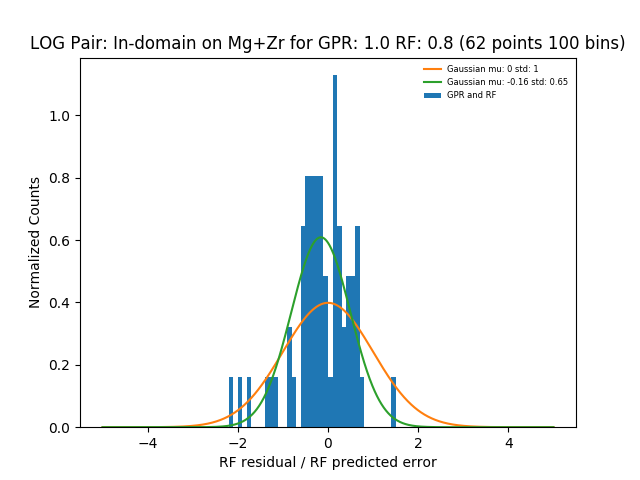 LOG Pair: In-domain on Mg+Zr for GPR: 1.0 RF: 0.8 (62 points 100 bins)
Gaussian mu: 0 std: 1
Gaussian mu: -0.16 std: 0.65
GPR and RF
Normalized Counts
1.0
0.8
0.6
0.4
0.2
0.0
−4
−2
0
2
4
RF residual / RF predicted error